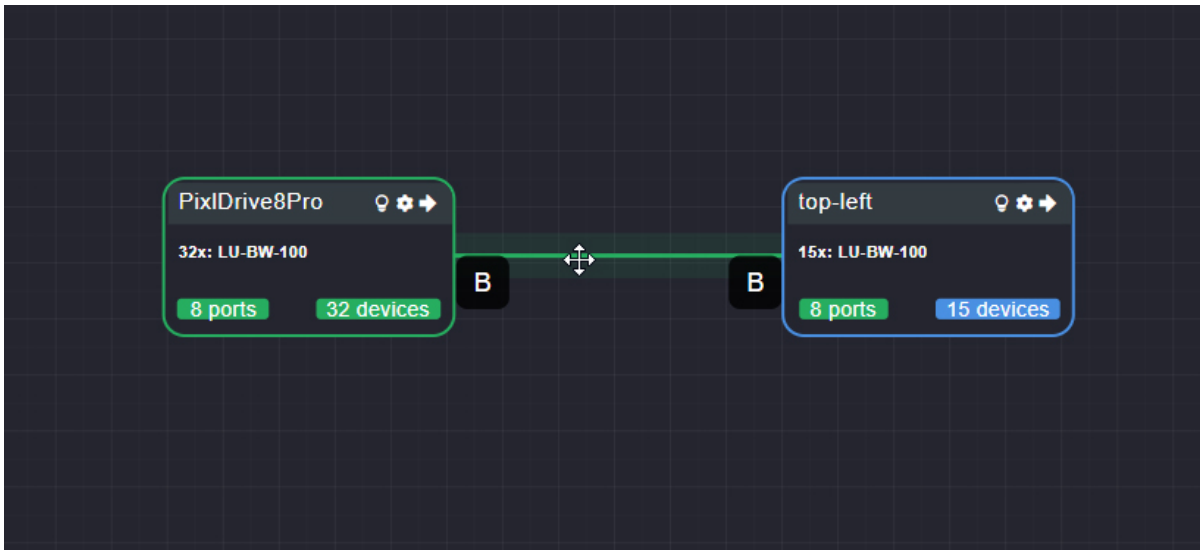 PixlDrive8Pro
32x: LU-BW-100
8 ports 32 devices
B
B
top-left
15x: LU-BW-100
8 ports 15 devices